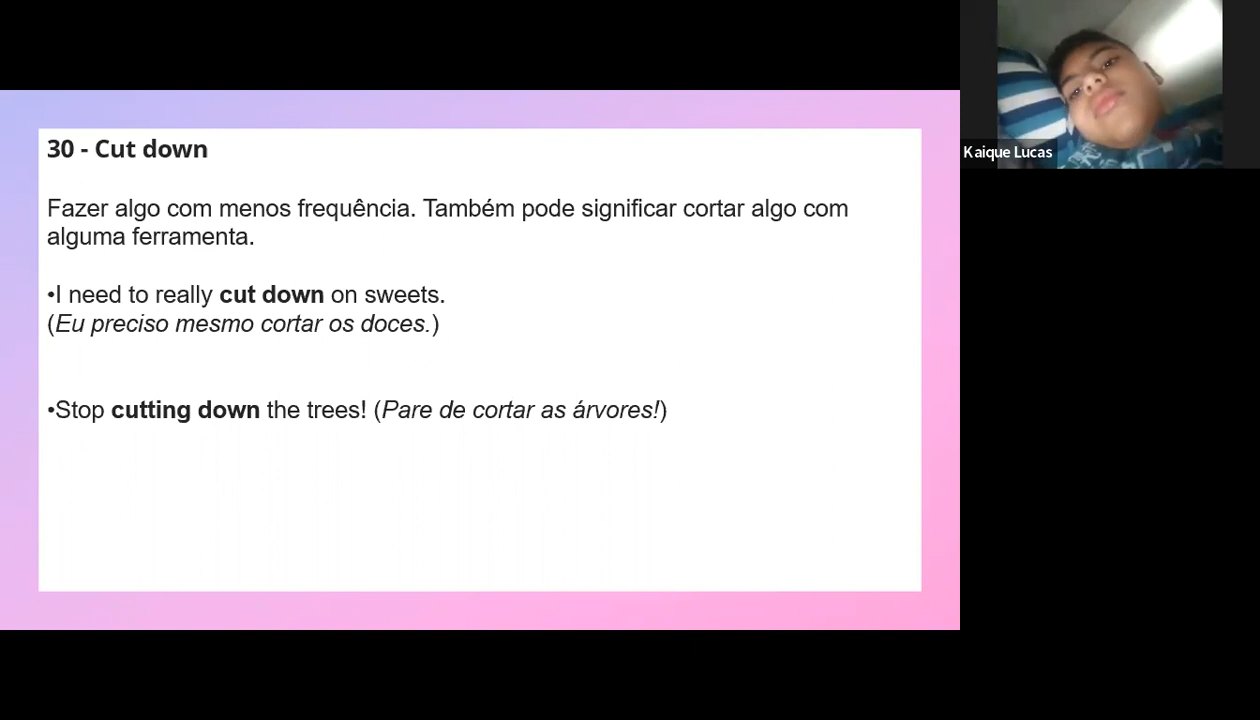 30 - Cut down
Fazer algo com menos frequência. Também pode significar cortar algo com
alguma ferramenta.
•I need to really cut down on sweets.
(Eu preciso mesmo cortar os doces.)
•Stop cutting down the trees! (Pare de cortar as árvores!)
Kaique Lucas